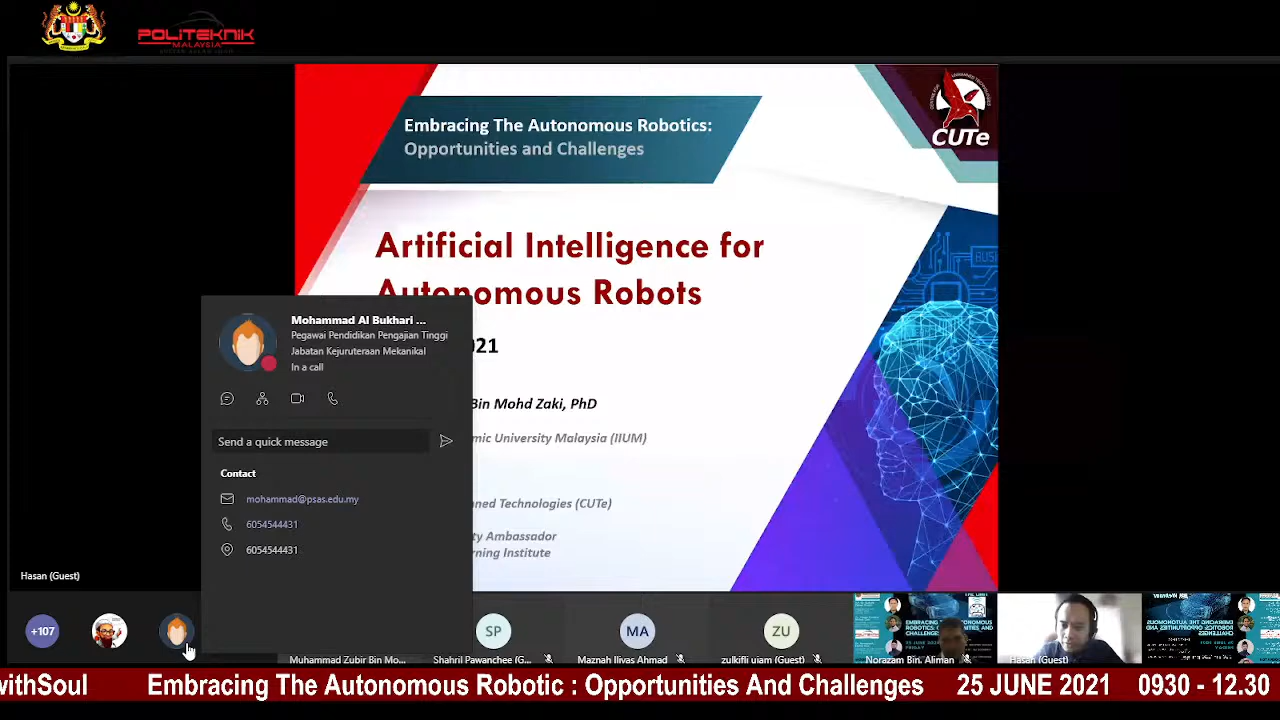 POLITEKNIK
MALAYSIA
CUTe
Embracing The Autonomous Robotics:
Opportunities and Challenges
Artificial Intelligence for
Autonomous Robots
21
Bin Mohd Zaki, PhD
mic University Malaysia (IIUM)
ned Technologies (CUTe)
ty Ambassador
rning Institute
Mohammad Al Bukhari ...
Pegawai Pendidikan Pengajian Tinggi
Jabatan Kejuruteraan Mekanikal
In a call
Send a quick message
Contact
mohammad@psas.edu.my
6054544431
6054544431
Hasan (Guest)
+107
SP
MA
ZU
Muhammad Zubir Bin Mo...
Shahril Pawanchee (G...
Maznah Iliyas Ahmad
zulkifli ujam (Guest)
Norazam Bin. Aliman
Hasan (Guest)
withSoul Embracing The Autonomous Robotic : Opportunities And Challenges 25 JUNE 2021 0930 - 12.30